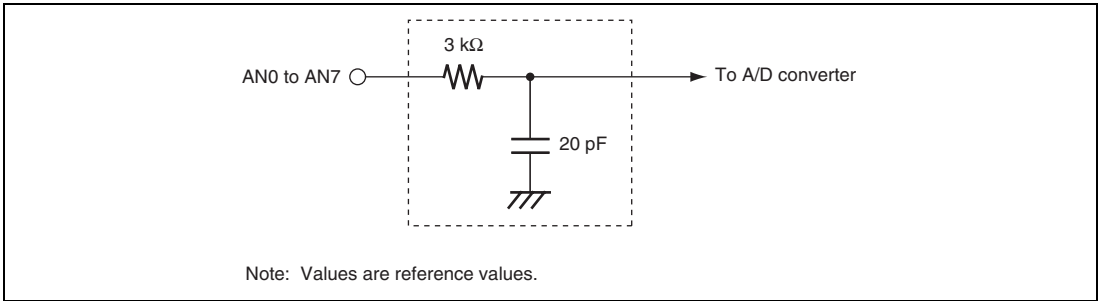 3 kΩ
AN0 to AN7
To A/D converter
20 pF
Note: Values are reference values.